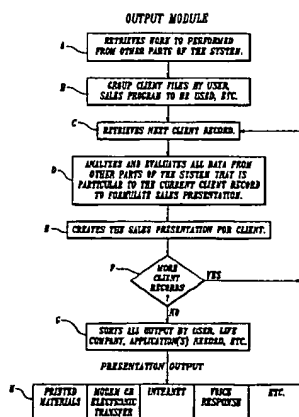 OUTPUT MODULE
A
RETRIEVES WORK TO PERFORMED
FROM OTHER PARTS OF THE SYSTEM.
B
GROUP CLIENT FILES BY USER,
SALES PROGRAM TO BE USED, ETC.
C
RETRIEVES NEXT CLIENT RECORD.
D
ANALYZES AND EVALUATES ALL DATA FROM
OTHER PARTS OF THE SYSTEM THAT IS
PARTICULAR TO THE CURRENT CLIENT RECORD
TO FORMULATE SALES PRESENTATION.
E
CREATES THE SALES PRESENTATION FOR CLIENT.
F
MORE
CLIENT
RECORDS
?
YES
NO
G
SORTS ALL OUTPUT BY USER, LIFE
COMPANY, APPLICATION(S) RECORD, ETC.
PRESENTATION OUTPUT
H
PRINTED
MATERIALS
MODEM OR
ELECTRONIC
TRANSFER
INTERNET
VOICE
RESPONSE
ETC.